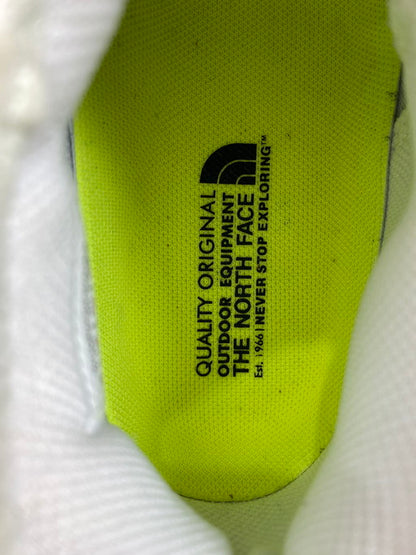 QUALITY ORIGINAL
OUTDOOR EQUIPMENT
THE NORTH FACE
Est. 1966 | NEVER STOP EXPLORING™